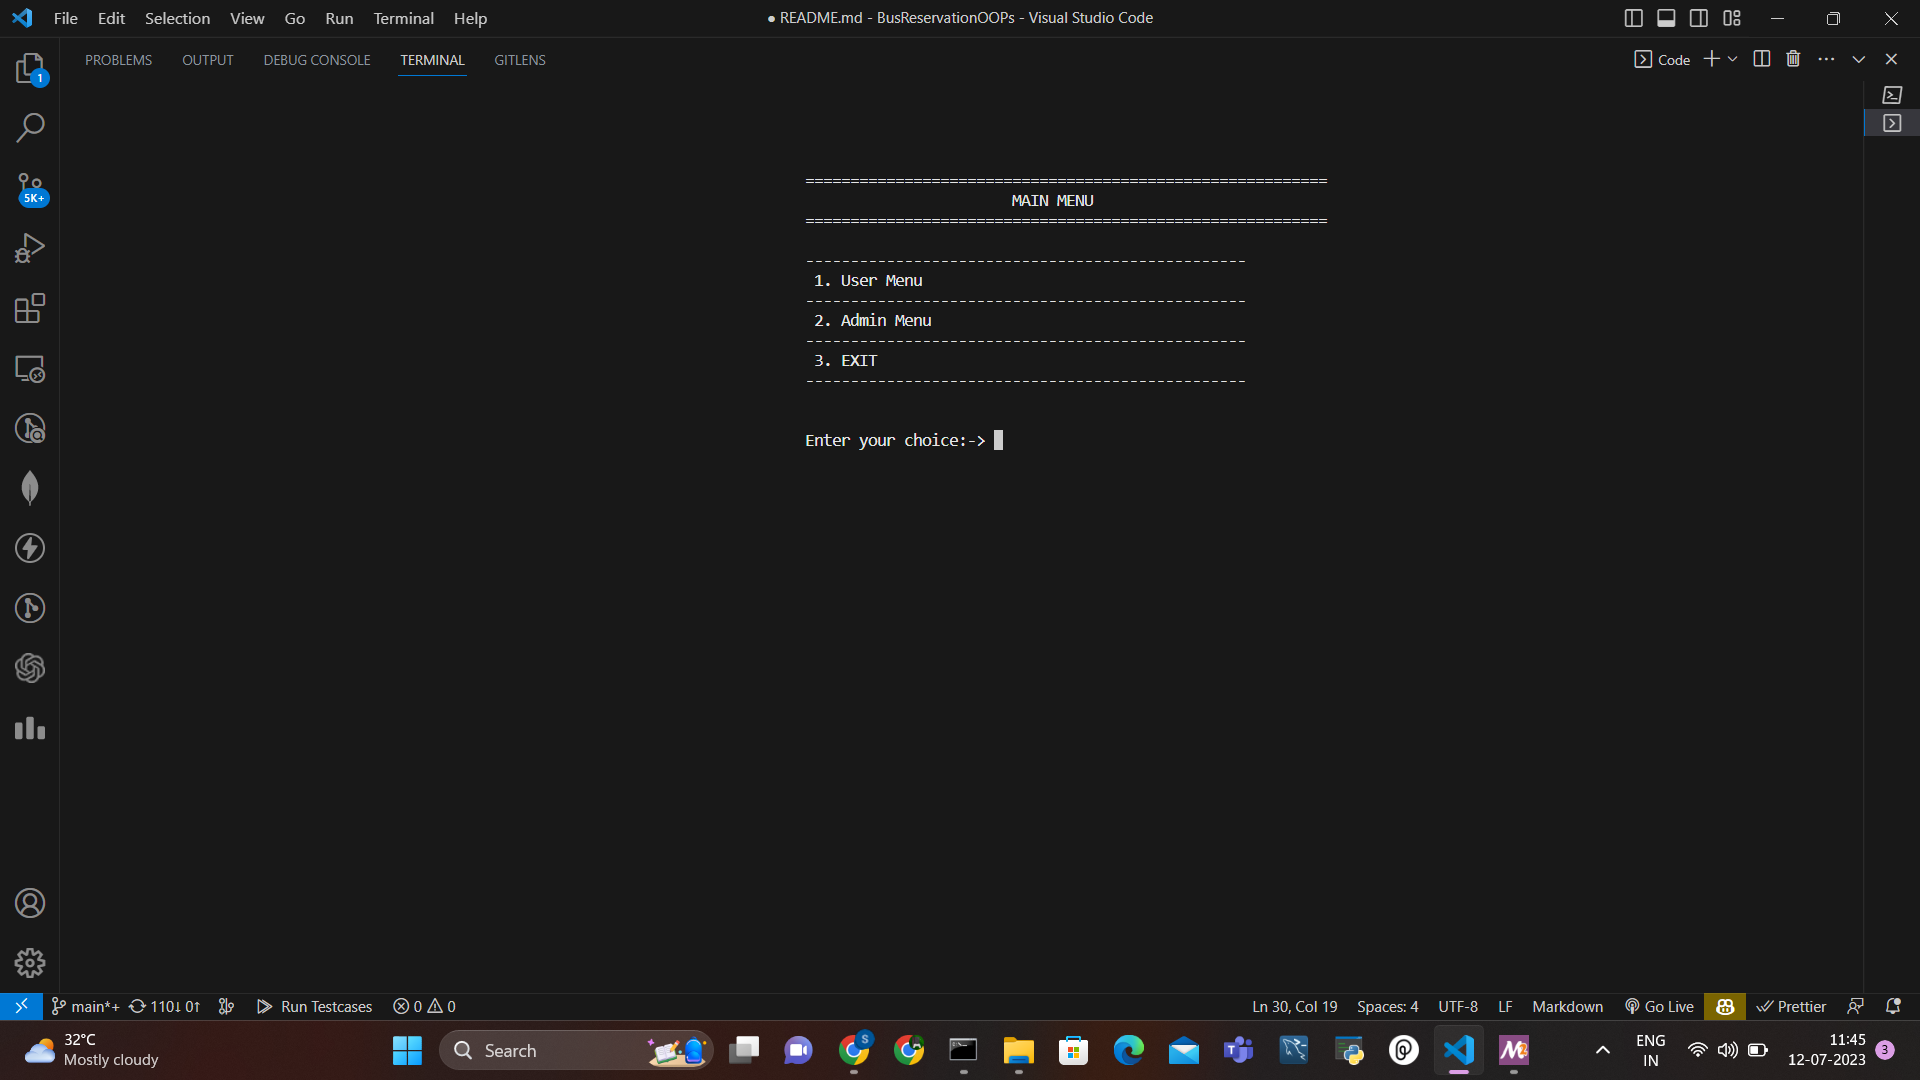 File Edit Selection View Go Run Terminal Help
● README.md - BusReservationOOPs - Visual Studio Code
PROBLEMS OUTPUT DEBUG CONSOLE TERMINAL GITLENS
Code
1
5K+
==========================================================
MAIN MENU
==========================================================
-------------------------------------------------
1. User Menu
-------------------------------------------------
2. Admin Menu
-------------------------------------------------
3. EXIT
-------------------------------------------------
Enter your choice:->
main*+ 110↓ 0↑ Run Testcases 0 0 Ln 30, Col 19 Spaces: 4 UTF-8 LF Markdown Go Live Prettier
32°C
Mostly cloudy
Search
S
ENG
IN
11:45
12-07-2023
3